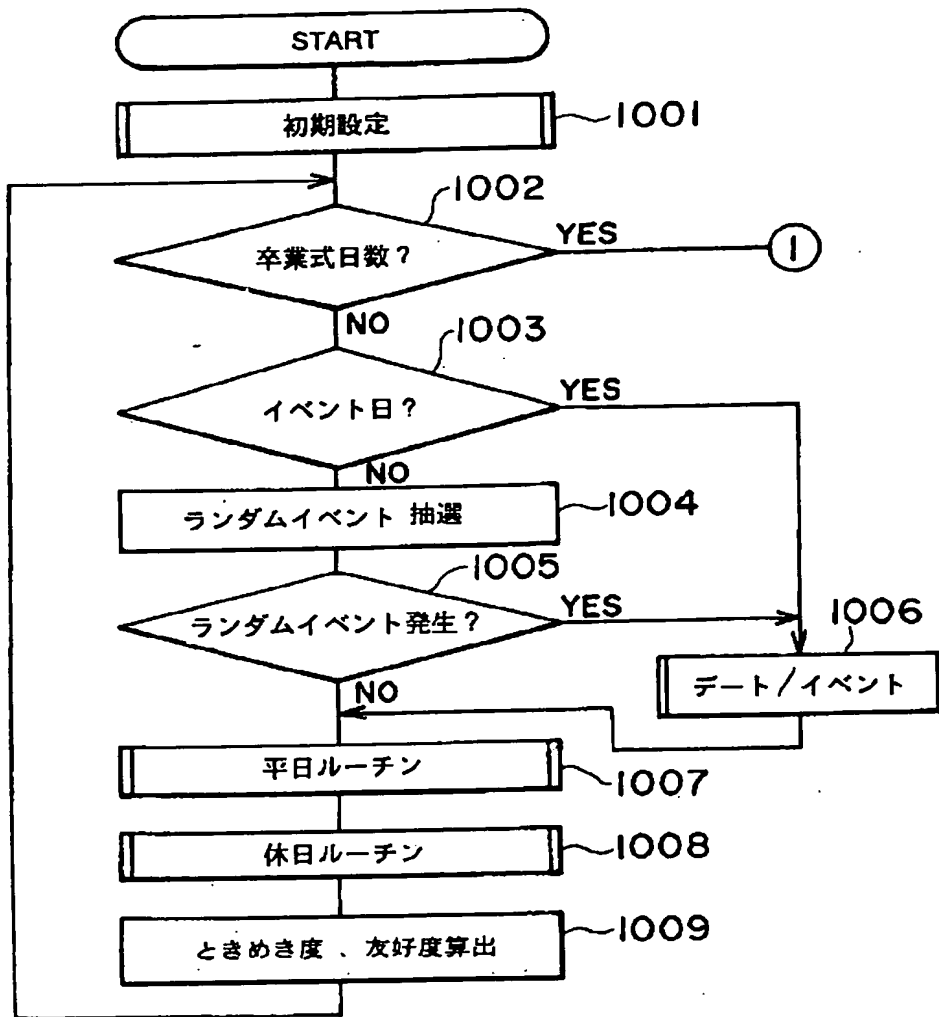 START
初期設定
1001
1002
卒業式日数?
YES
1
NO
1003
イベント日?
YES
NO
ランダムイベント 抽選
1004
1005
ランダムイベント発生?
YES
1006
デート/イベント
NO
平日ルーチン
1007
休日ルーチン
1008
ときめき度、友好度算出
1009